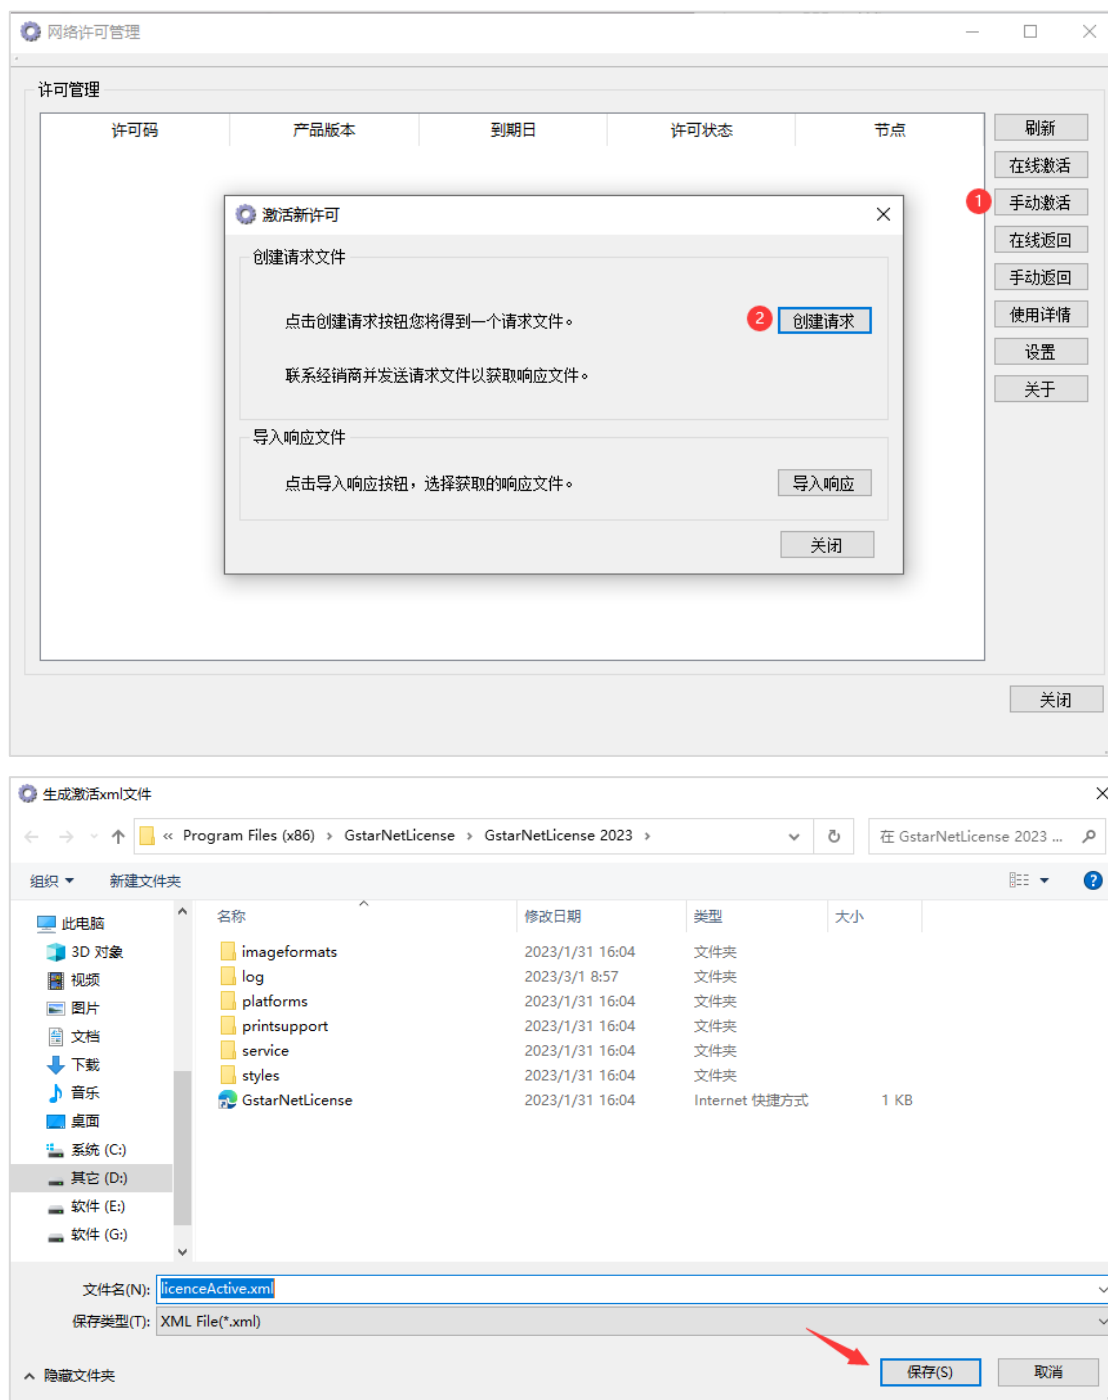 网络许可管理
许可管理
许可码 产品版本 到期日 许可状态 节点
刷新
在线激活
1 手动激活
在线返回
手动返回
使用详情
设置
关于
激活新许可
创建请求文件
点击创建请求按钮您将得到一个请求文件。
2 创建请求
联系经销商并发送请求文件以获取响应文件。
导入响应文件
点击导入响应按钮，选择获取的响应文件。
导入响应
关闭
关闭
生成激活xml文件
« Program Files (x86) › GstarNetLicense › GstarNetLicense 2023 ›
在 GstarNetLicense 2023 ...
组织 新建文件夹
名称 修改日期 类型 大小
此电脑
3D 对象
视频
图片
文档
下载
音乐
桌面
系统 (C:)
其它 (D:)
软件 (E:)
软件 (G:)
imageformats 2023/1/31 16:04 文件夹
log 2023/3/1 8:57 文件夹
platforms 2023/1/31 16:04 文件夹
printsupport 2023/1/31 16:04 文件夹
service 2023/1/31 16:04 文件夹
styles 2023/1/31 16:04 文件夹
GstarNetLicense 2023/1/31 16:04 Internet 快捷方式 1 KB
文件名(N): licenceActive.xml
保存类型(T): XML File(*.xml)
隐藏文件夹
保存(S) 取消